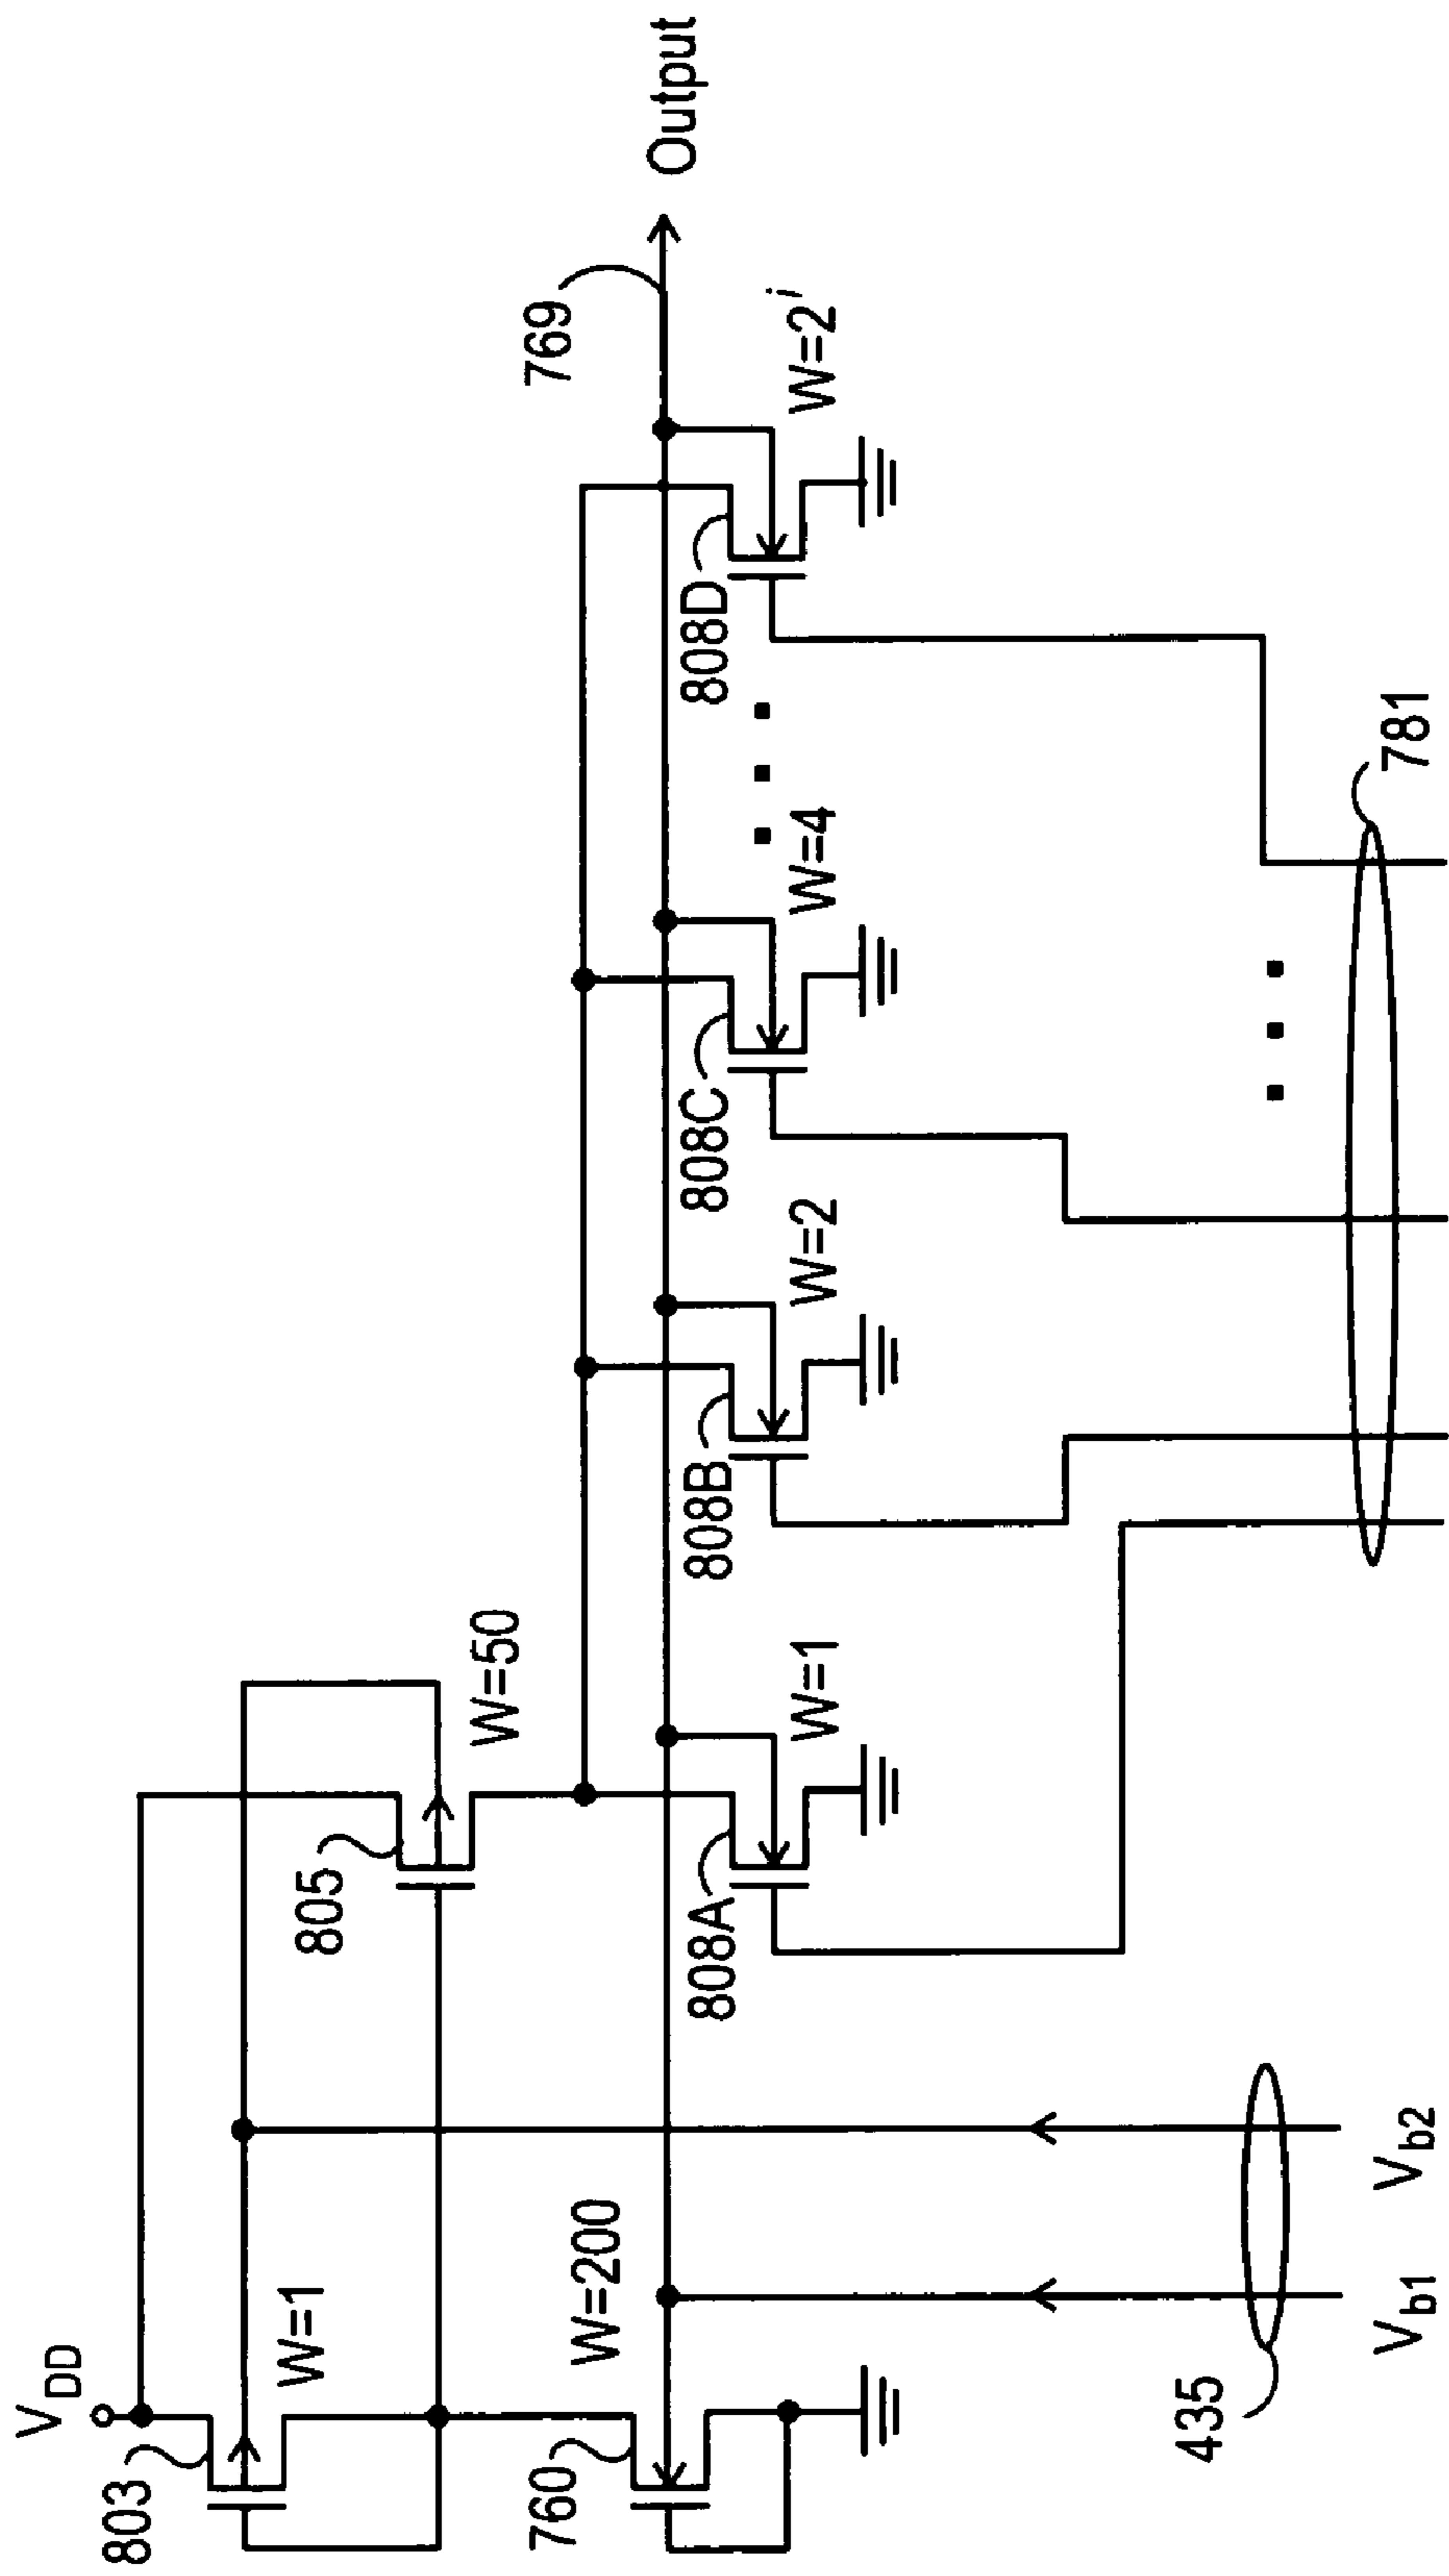 V_DD
803
W=1
805
W=50
760
W=200
769
Output
808A
W=1
808B
W=2
808C
W=4
808D
W=2^i
435
V_b1
V_b2
781